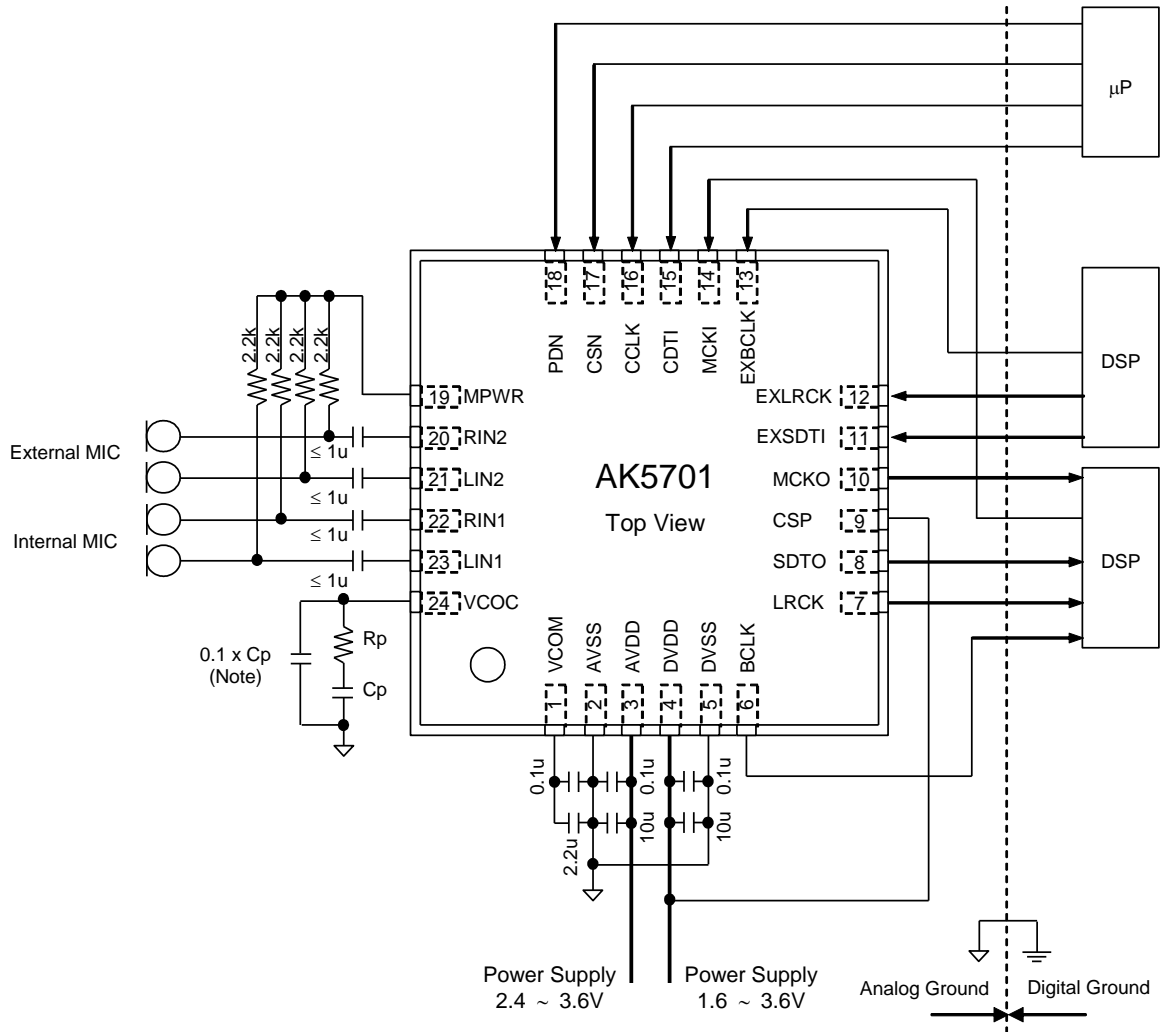 μP
18
17
16
15
14
13
PDN
CSN
CCLK
CDTI
MCKI
EXBCLK
2.2k
2.2k
2.2k
2.2k
DSP
19 MPWR
EXLRCK 12
External MIC
≤ 1u
20 RIN2
EXSDTI 11
≤ 1u
21 LIN2
AK5701
MCKO 10
Internal MIC
≤ 1u
22 RIN1
Top View
CSP 9
≤ 1u
23 LIN1
SDTO 8
DSP
24 VCOC
LRCK 7
0.1 x Cp
(Note)
Rp
Cp
VCOM
AVSS
AVDD
DVDD
DVSS
BCLK
1
2
3
4
5
6
0.1u
0.1u
0.1u
2.2u
10u
10u
Power Supply
2.4 ~ 3.6V
Power Supply
1.6 ~ 3.6V
Analog Ground
Digital Ground